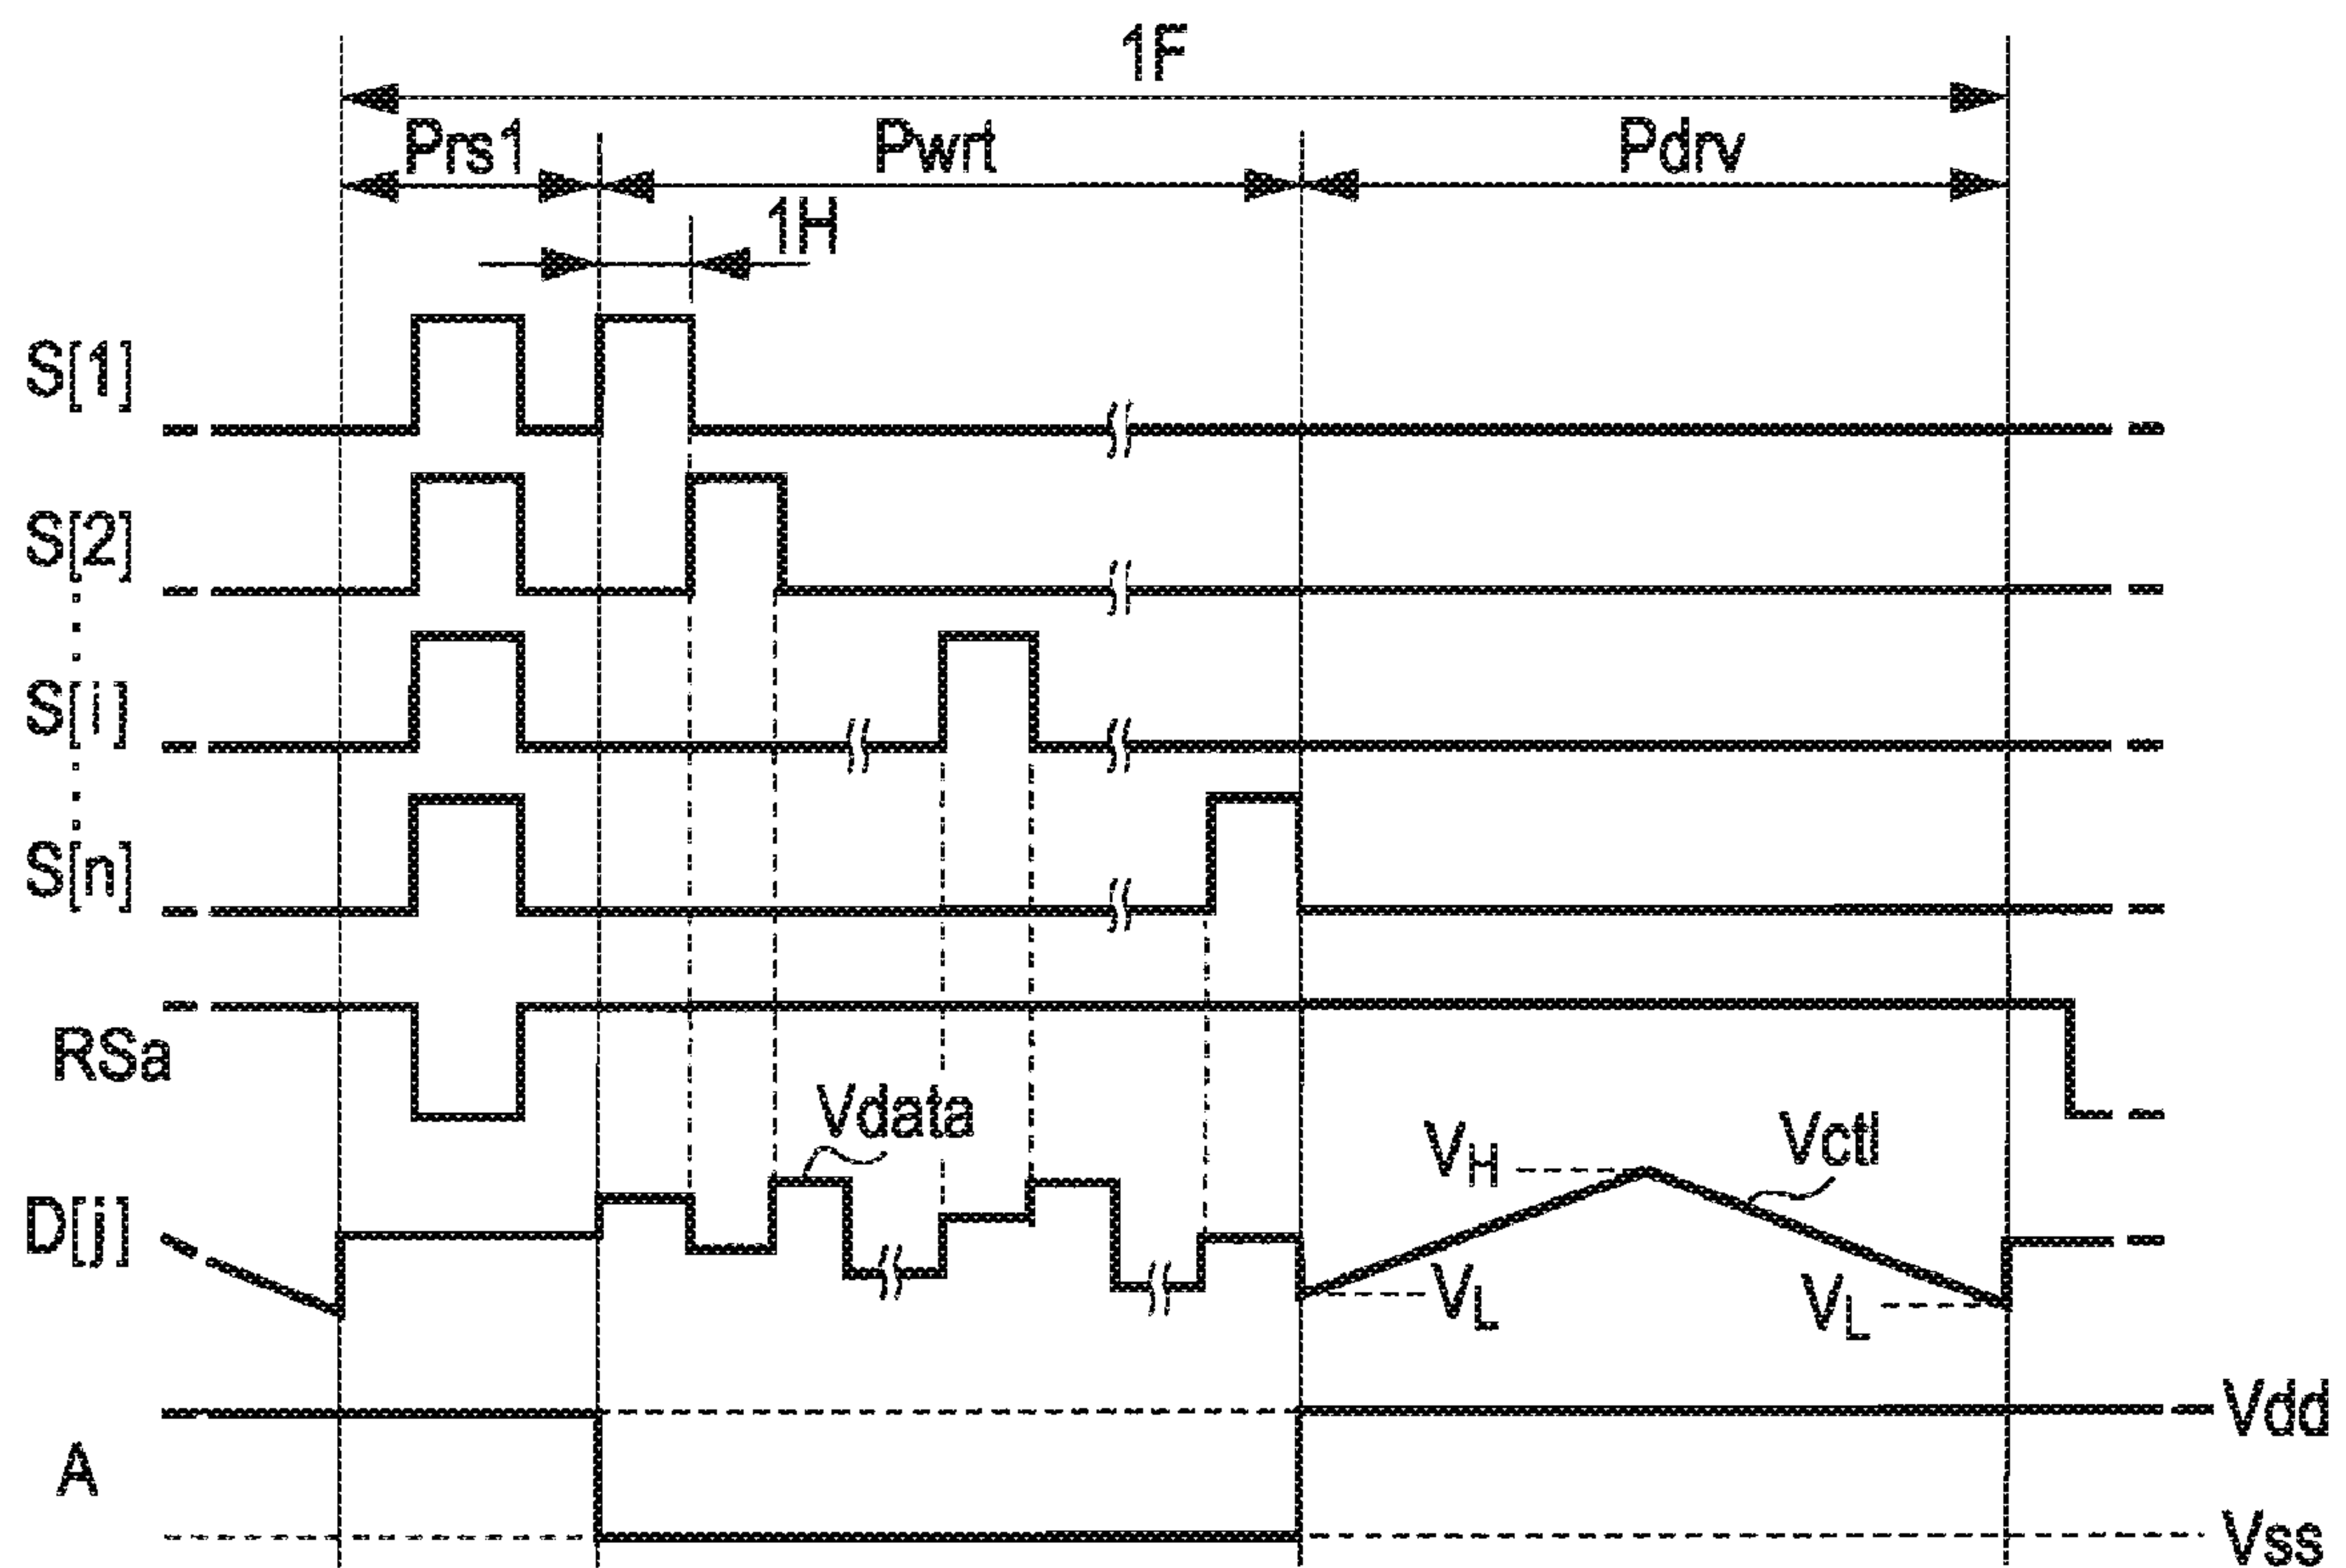 1F
Prs1 Pwrt Pdrv
1H
S[1]
S[2]
S[i]
S[n]
RSa
Vdata
VH Vctl
D[j]
VL VL
Vdd
A
Vss